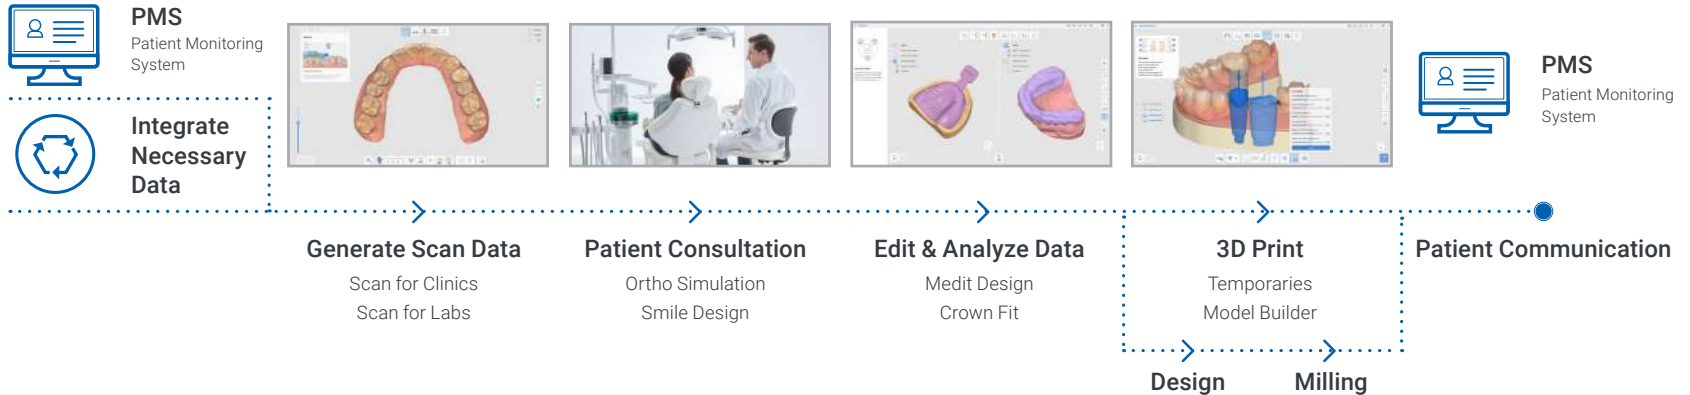 PMS
Patient Monitoring
System
Integrate
Necessary
Data
Generate Scan Data
Scan for Clinics
Scan for Labs
Patient Consultation
Ortho Simulation
Smile Design
Edit & Analyze Data
Medit Design
Crown Fit
3D Print
Temporaries
Model Builder
Design
Milling
PMS
Patient Monitoring
System
Patient Communication